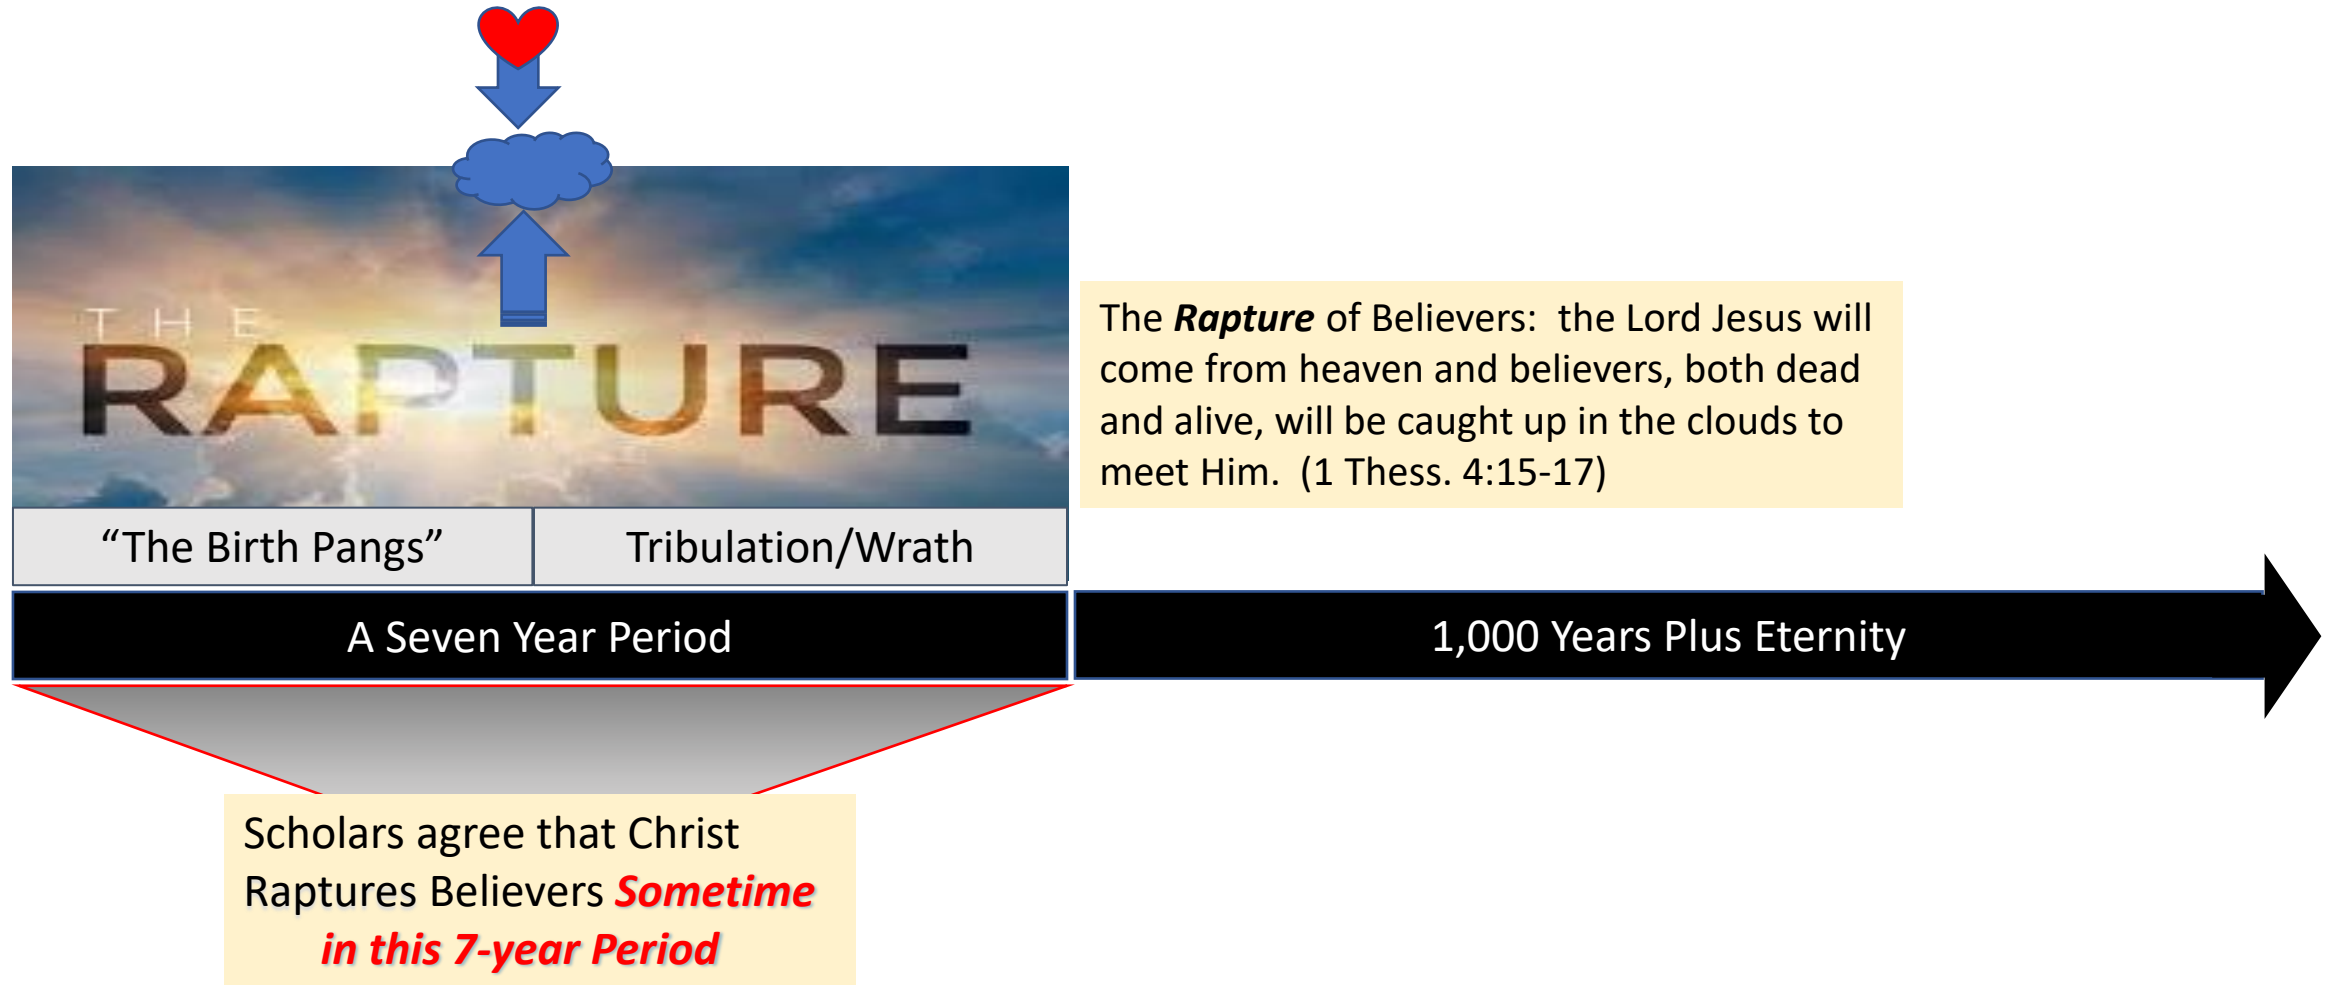 THE
RAPTURE
The Rapture of Believers: the Lord Jesus will
come from heaven and believers, both dead
and alive, will be caught up in the clouds to
meet Him. (1 Thess. 4:15-17)
“The Birth Pangs”
Tribulation/Wrath
A Seven Year Period
1,000 Years Plus Eternity
Scholars agree that Christ
Raptures Believers Sometime
in this 7-year Period